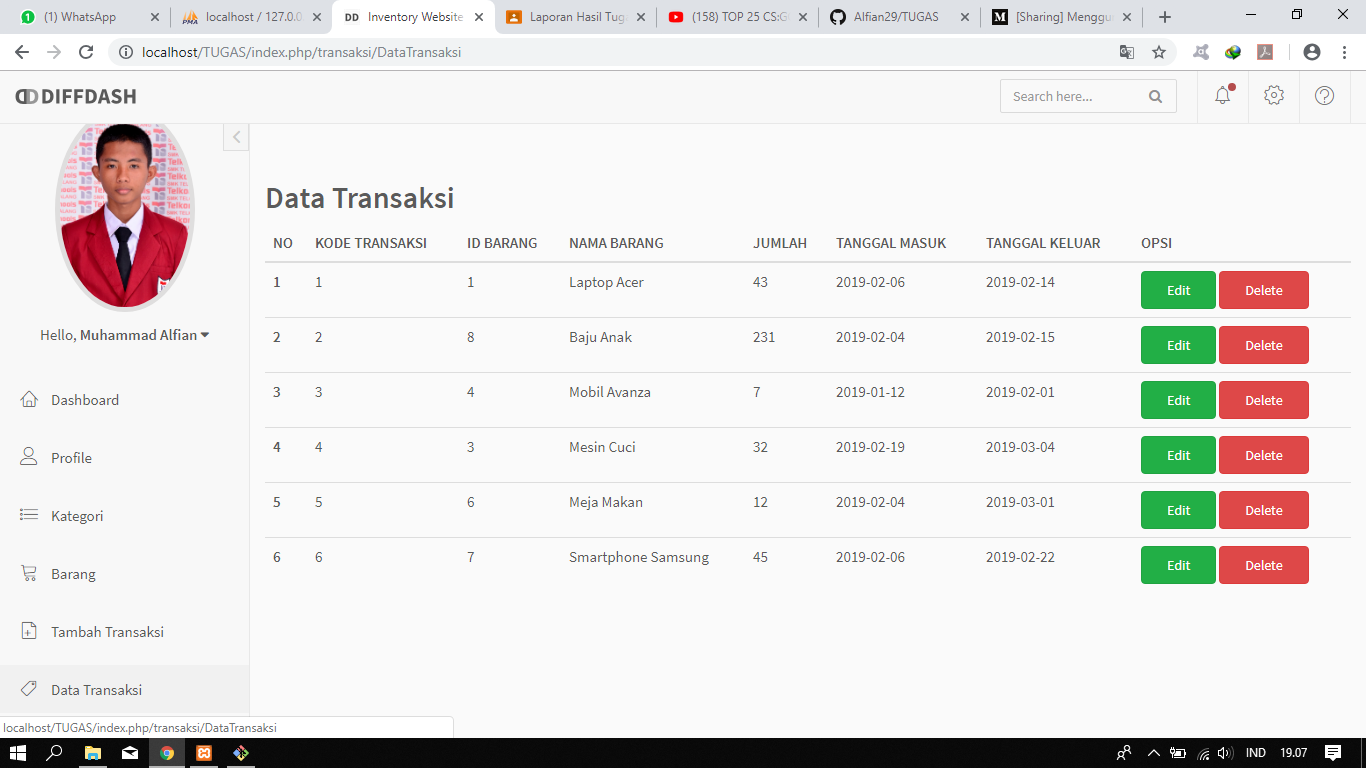 (1) WhatsApp
localhost / 127.0.0
Inventory Website
Laporan Hasil Tug
(158) TOP 25 CS:G
Alfian29/TUGAS
[Sharing] Menggu
localhost/TUGAS/index.php/transaksi/DataTransaksi
DIFFDASH
Search here...
Hello, Muhammad Alfian
Dashboard
Profile
Kategori
Barang
Tambah Transaksi
Data Transaksi
Data Transaksi
NO KODE TRANSAKSI ID BARANG NAMA BARANG JUMLAH TANGGAL MASUK TANGGAL KELUAR OPSI
1 1 1 Laptop Acer 43 2019-02-06 2019-02-14 Edit Delete
2 2 8 Baju Anak 231 2019-02-04 2019-02-15 Edit Delete
3 3 4 Mobil Avanza 7 2019-01-12 2019-02-01 Edit Delete
4 4 3 Mesin Cuci 32 2019-02-19 2019-03-04 Edit Delete
5 5 6 Meja Makan 12 2019-02-04 2019-03-01 Edit Delete
6 6 7 Smartphone Samsung 45 2019-02-06 2019-02-22 Edit Delete
localhost/TUGAS/index.php/transaksi/DataTransaksi
IND 19.07